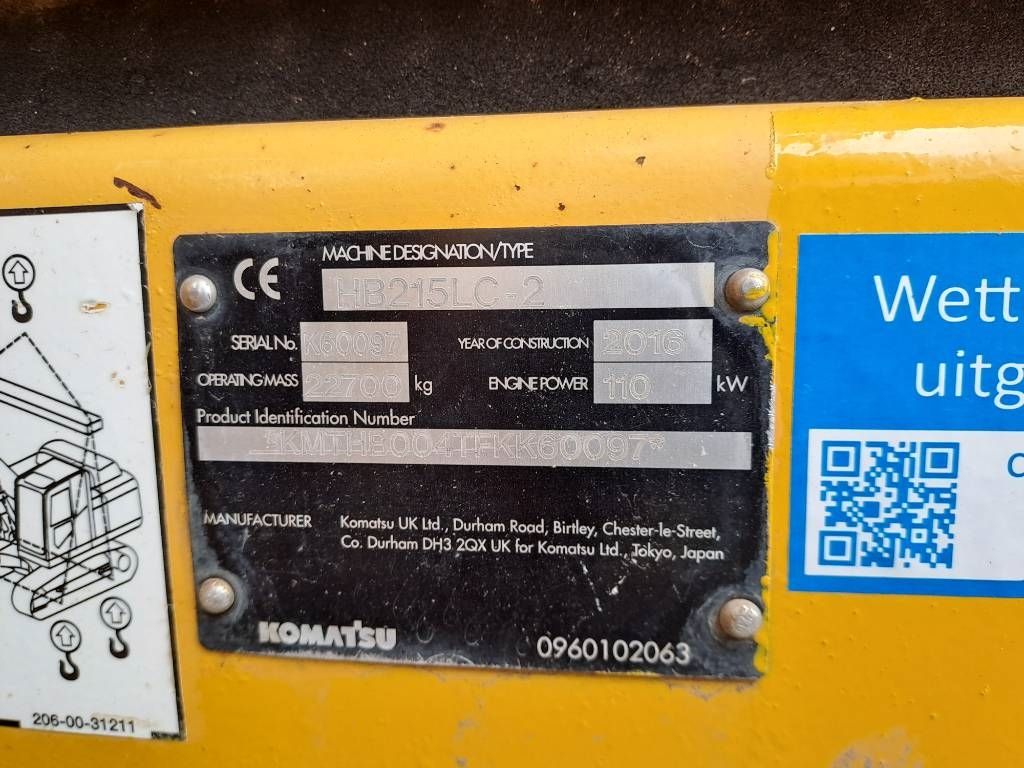 CE
MACHINE DESIGNATION/TYPE
HB215LC-2
SERIAL No. K60097
YEAR OF CONSTRUCTION 2016
OPERATING MASS 22700 kg
ENGINE POWER 110 kW
Product Identification Number
*KMTHB004TFKK60097*
MANUFACTURER Komatsu UK Ltd., Durham Road, Birtley, Chester-le-Street,
Co. Durham DH3 2QX UK for Komatsu Ltd., Tokyo, Japan
KOMATSU
0960102063
206-00-31211
Wett
uitg